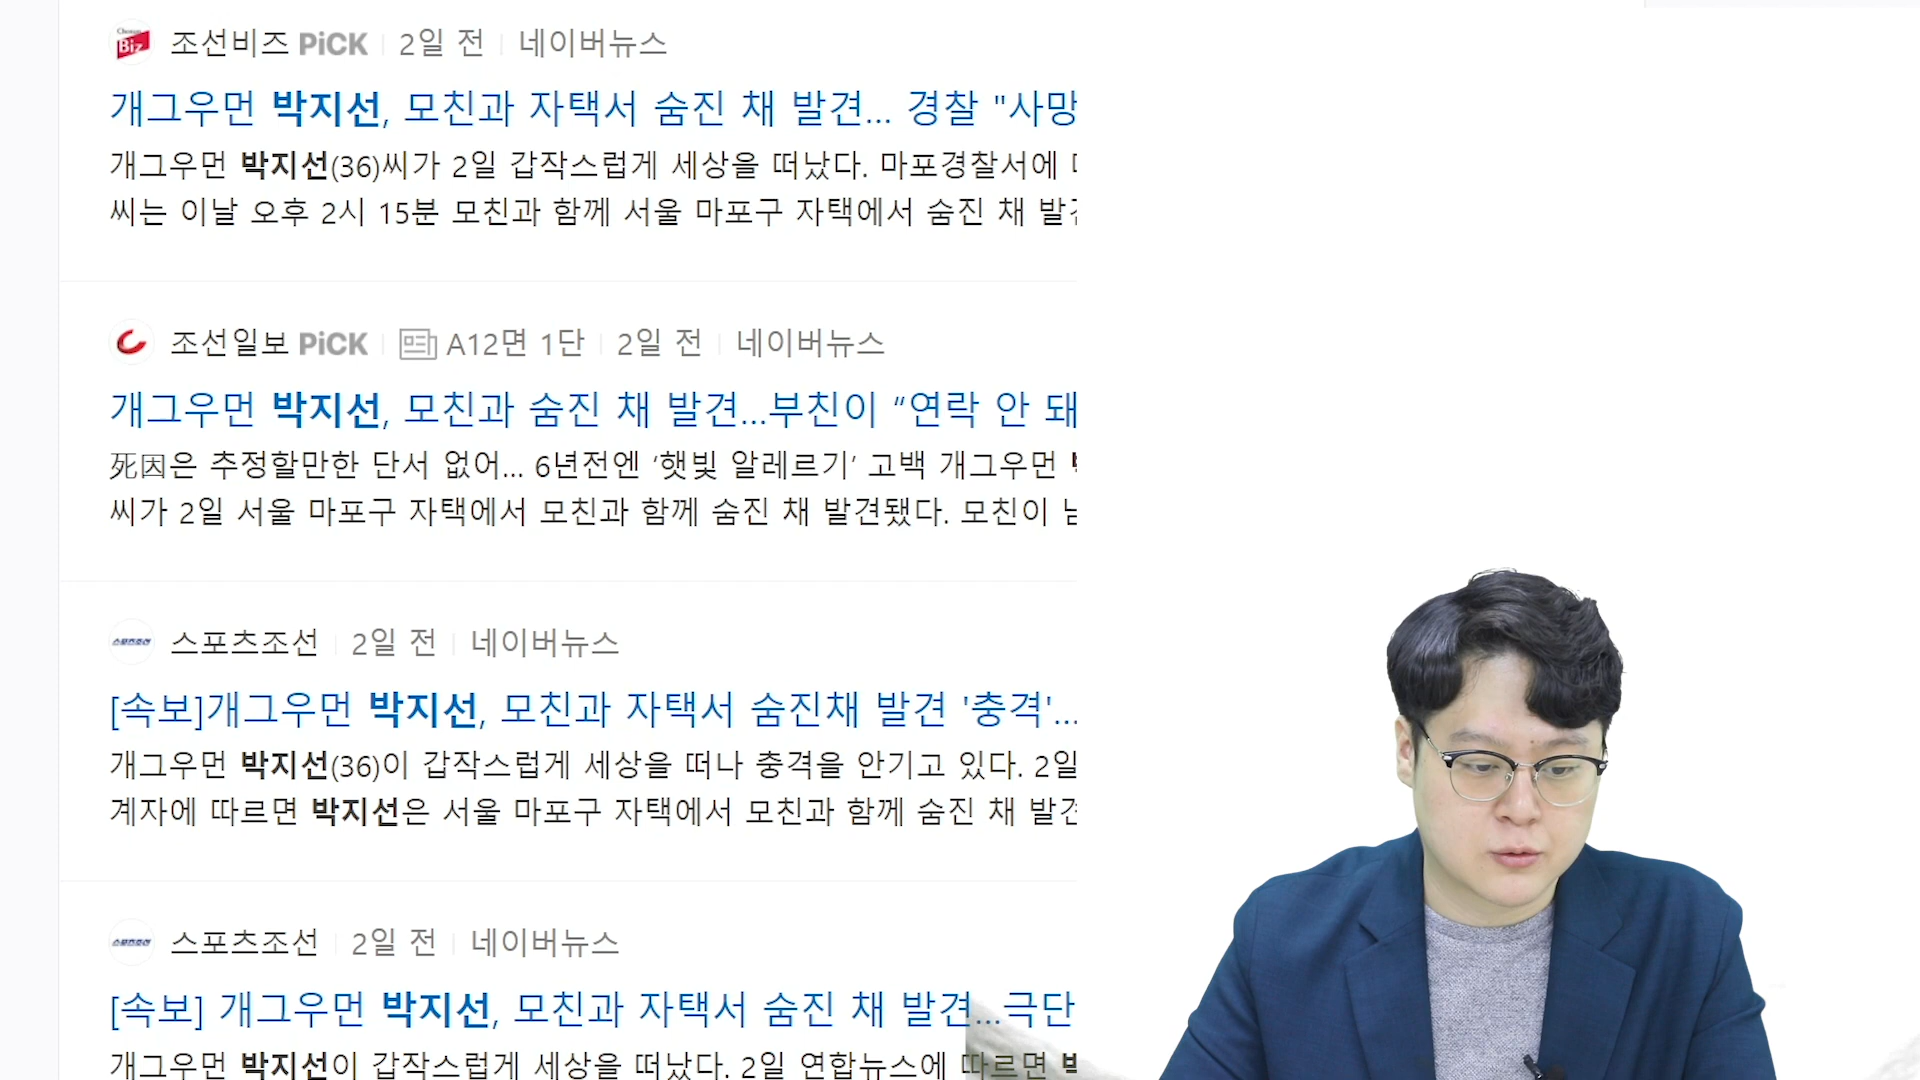 조선비즈 PiCK 2일 전 네이버뉴스
개그우먼 박지선, 모친과 자택서 숨진 채 발견... 경찰 "사망
개그우먼 박지선(36)씨가 2일 갑작스럽게 세상을 떠났다. 마포경찰서에
씨는 이날 오후 2시 15분 모친과 함께 서울 마포구 자택에서 숨진 채
조선일보 PiCK A12면 1단 2일 전 네이버뉴스
개그우먼 박지선, 모친과 숨진 채 발견...부친이 “연락 안 돼
死因은 추정할만한 단서 없어... 6년전엔 ‘햇빛 알레르기’ 고백 개그우먼
씨가 2일 서울 마포구 자택에서 모친과 함께 숨진 채 발견됐다. 모친이
스포츠조선 2일 전 네이버뉴스
[속보]개그우먼 박지선, 모친과 자택서 숨진채 발견 '충격'...
개그우먼 박지선(36)이 갑작스럽게 세상을 떠나 충격을 안기고 있다. 2일
계자에 따르면 박지선은 서울 마포구 자택에서 모친과 함께 숨진 채
스포츠조선 2일 전 네이버뉴스
[속보] 개그우먼 박지선, 모친과 자택서 숨진 채 발견...극단
개그우먼 박지선이 갑작스럽게 세상을 떠났다. 2일 연합뉴스에 따르면